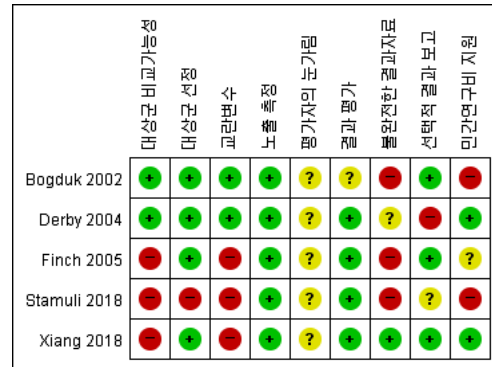 대상군 비교가능성
대상군 선정
교란변수
노출 측정
평가자의 눈가림
결과 평가
불완전한 결과자료
선택적 결과 보고
민간연구비 지원
Bogduk 2002 + + + + ? ? − + −
Derby 2004 + + + + ? + ? − +
Finch 2005 − + − + ? + − + ?
Stamuli 2018 − − − + ? + − ? −
Xiang 2018 − + − + ? + + + +